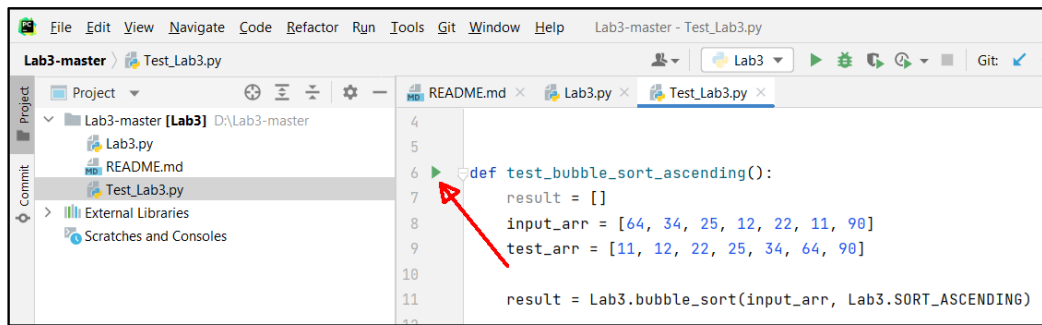 PC File Edit View Navigate Code Refactor Run Tools Git Window Help Lab3-master - Test_Lab3.py
Lab3-master Test_Lab3.py Lab3 Git:
Project
Commit
Project
Lab3-master [Lab3] D:\Lab3-master
Lab3.py
MD README.md
Test_Lab3.py
External Libraries
Scratches and Consoles
MD README.md Lab3.py Test_Lab3.py
4
5
6 def test_bubble_sort_ascending():
7 result = []
8 input_arr = [64, 34, 25, 12, 22, 11, 90]
9 test_arr = [11, 12, 22, 25, 34, 64, 90]
10
11 result = Lab3.bubble_sort(input_arr, Lab3.SORT_ASCENDING)
12